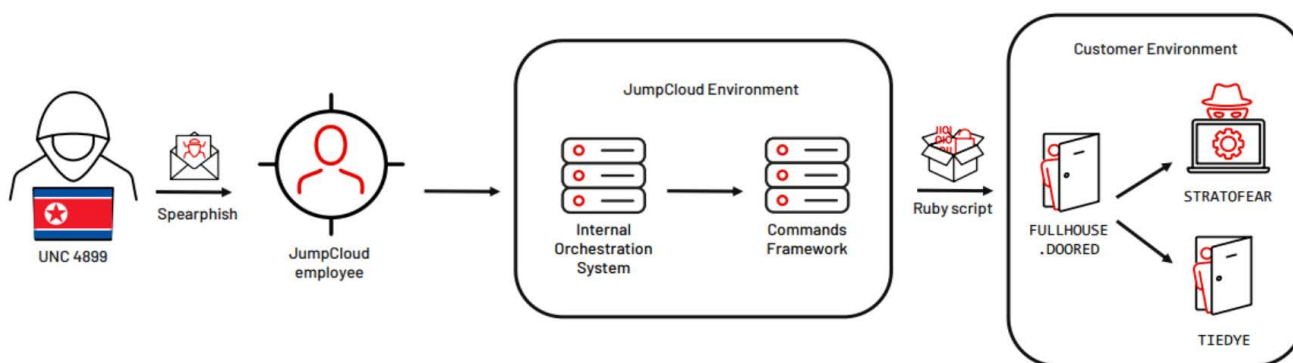 UNC 4899
Spearphish
JumpCloud
employee
JumpCloud Environment
Internal
Orchestration
System
Commands
Framework
Ruby script
Customer Environment
FULLHOUSE
.DOORED
STRATOFEAR
TIEDYE